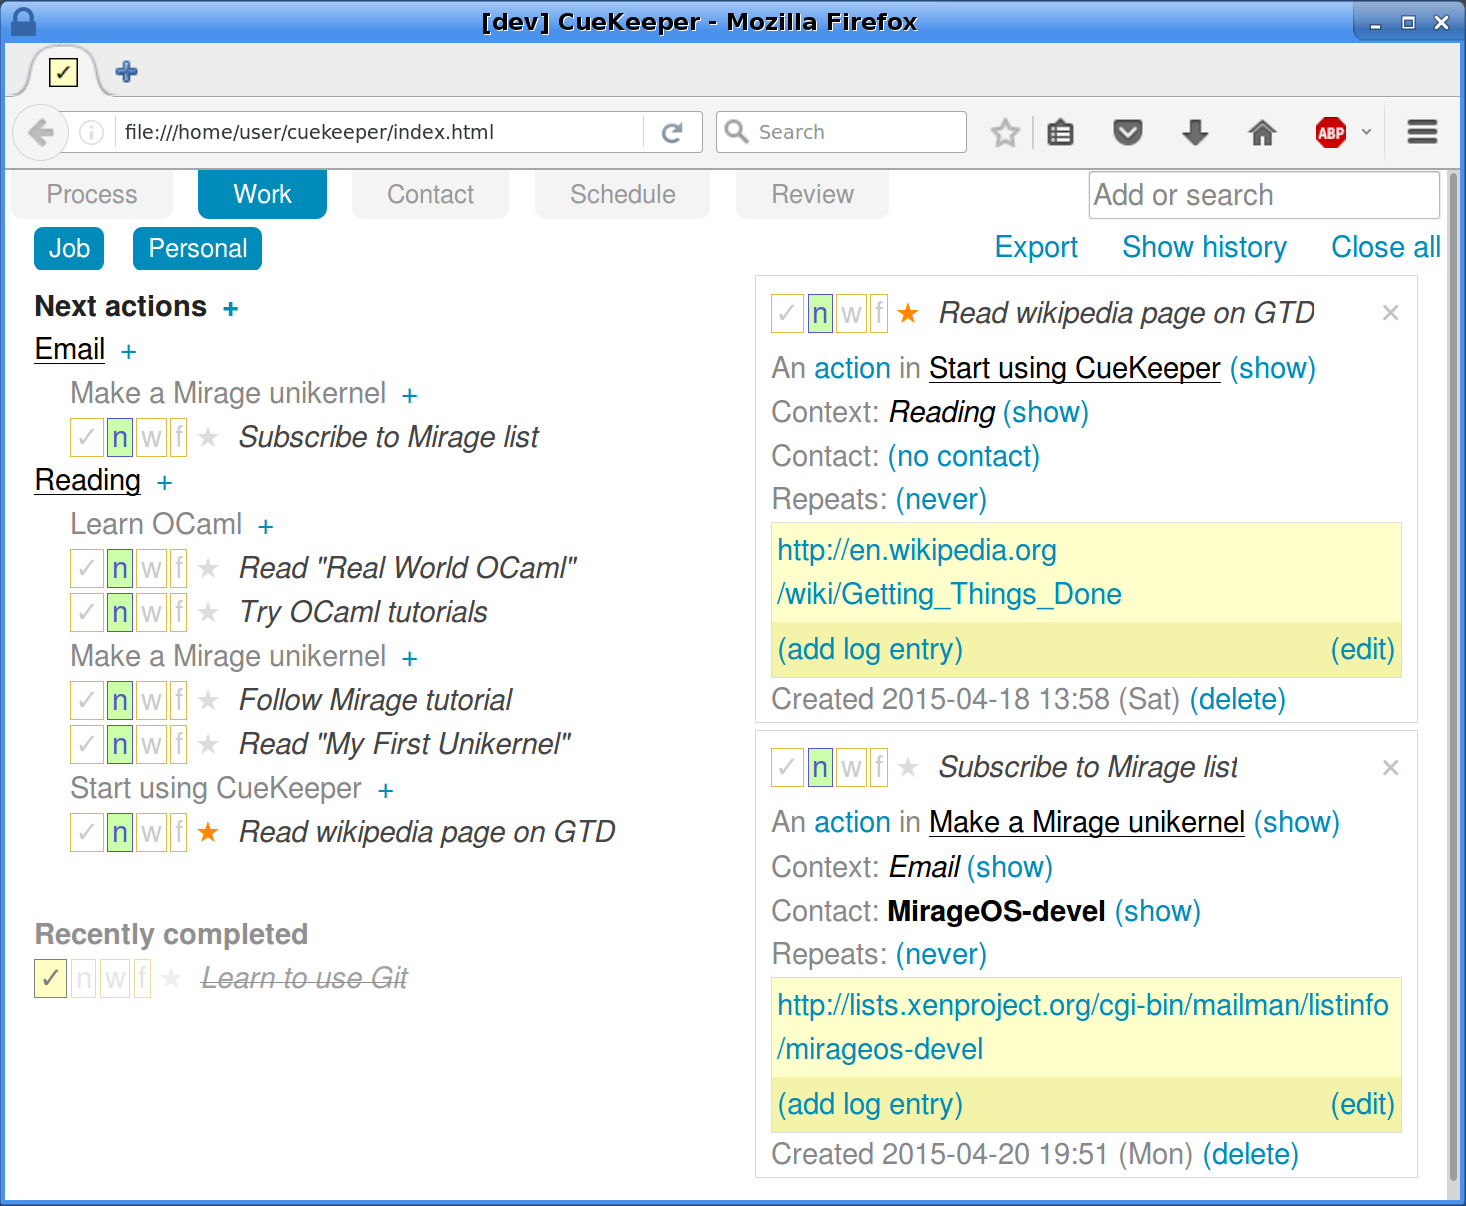 [dev] CueKeeper - Mozilla Firefox
✓
file:///home/user/cuekeeper/index.html
Search
ABP
Process Work Contact Schedule Review
Add or search
Job Personal
Export Show history Close all
Next actions +
Email +
Make a Mirage unikernel +
✓ n w f ★ Subscribe to Mirage list
Reading +
Learn OCaml +
✓ n w f ★ Read "Real World OCaml"
✓ n w f ★ Try OCaml tutorials
Make a Mirage unikernel +
✓ n w f ★ Follow Mirage tutorial
✓ n w f ★ Read "My First Unikernel"
Start using CueKeeper +
✓ n w f ★ Read wikipedia page on GTD
Recently completed
✓ n w f ★ Learn to use Git
✓ n w f ★ Read wikipedia page on GTD ×
An action in Start using CueKeeper (show)
Context: Reading (show)
Contact: (no contact)
Repeats: (never)
http://en.wikipedia.org
/wiki/Getting_Things_Done
(add log entry) (edit)
Created 2015-04-18 13:58 (Sat) (delete)
✓ n w f ★ Subscribe to Mirage list ×
An action in Make a Mirage unikernel (show)
Context: Email (show)
Contact: MirageOS-devel (show)
Repeats: (never)
http://lists.xenproject.org/cgi-bin/mailman/listinfo
/mirageos-devel
(add log entry) (edit)
Created 2015-04-20 19:51 (Mon) (delete)